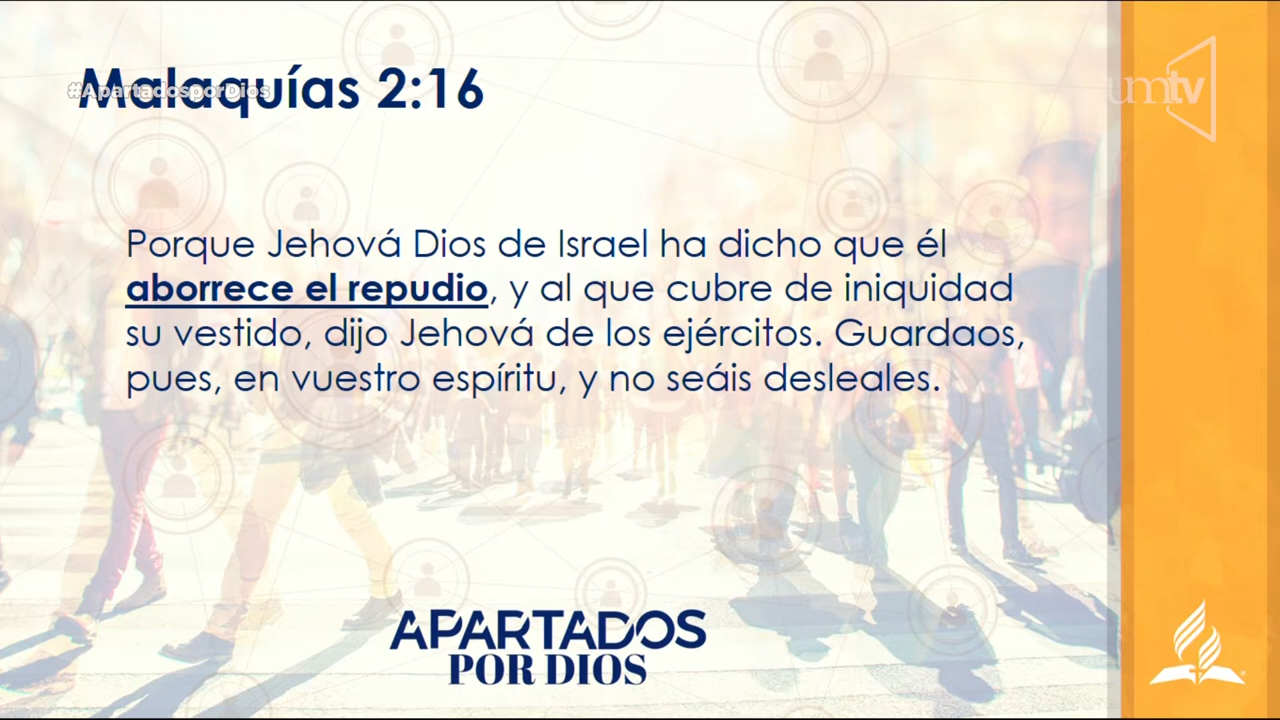 Malaquías 2:16
#ApartadosporDios
umtv
Porque Jehová Dios de Israel ha dicho que él
aborrece el repudio, y al que cubre de iniquidad
su vestido, dijo Jehová de los ejércitos. Guardaos,
pues, en vuestro espíritu, y no seáis desleales.
APARTADOS
POR DIOS